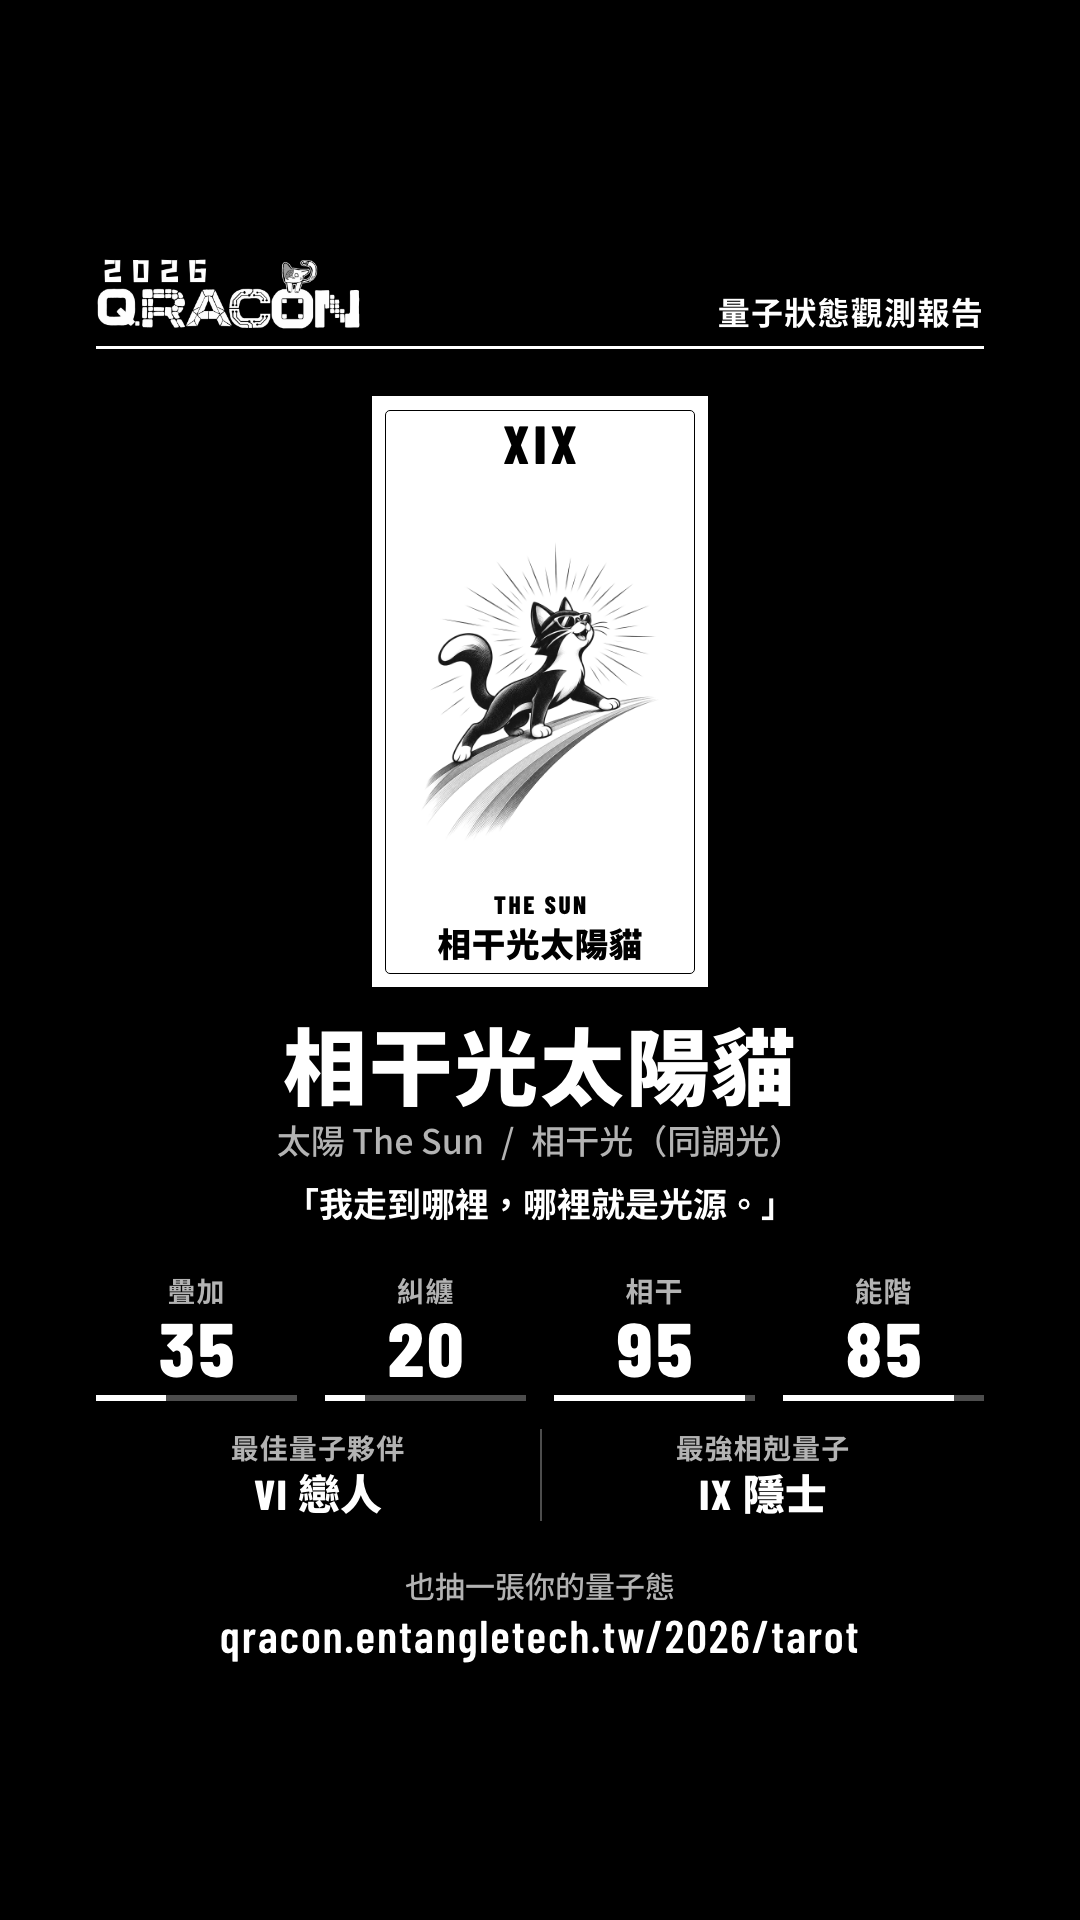 2026
QRACON
量子狀態觀測報告
XIX
THE SUN
相干光太陽貓
相干光太陽貓
太陽 The Sun / 相干光（同調光）
「我走到哪裡，哪裡就是光源。」
疊加 糾纏 相干 能階
35 20 95 85
最佳量子夥伴 最強相剋量子
VI 戀人 IX 隱士
也抽一張你的量子態
qracon.entangletech.tw/2026/tarot